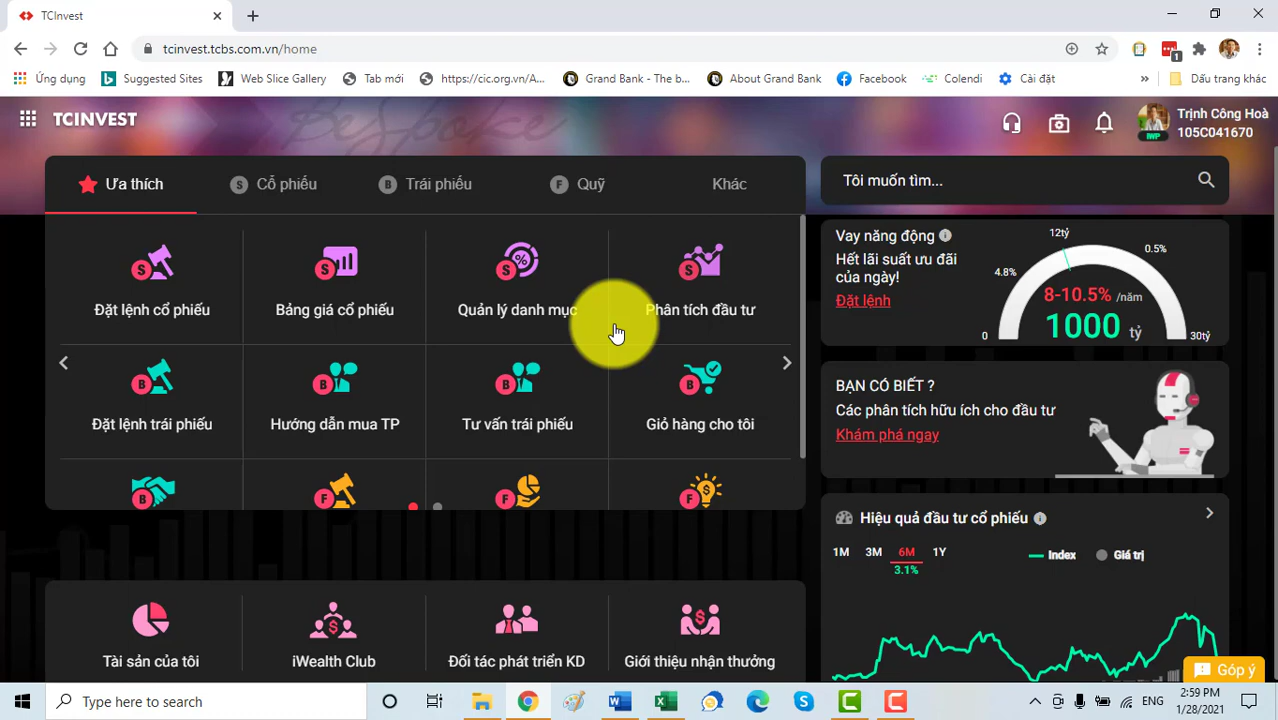 TCInvest
tcinvest.tcbs.com.vn/home
1
Ứng dụng
Suggested Sites
Web Slice Gallery
Tab mới
https://cic.org.vn/A...
Grand Bank - The b...
About Grand Bank
Facebook
Colendi
Cài đặt
»
Dấu trang khác
TCINVEST
IWP
Trịnh Công Hoà
105C041670
Ưa thích
S Cổ phiếu
B Trái phiếu
F Quỹ
Khác
Tôi muốn tìm...
S
S
% S
S
Đặt lệnh cổ phiếu
Bảng giá cổ phiếu
Quản lý danh mục
Phân tích đầu tư
B
B
B
B
Đặt lệnh trái phiếu
Hướng dẫn mua TP
Tư vấn trái phiếu
Giỏ hàng cho tôi
B
F
F
F $
Vay năng động
Hết lãi suất ưu đãi
của ngày!
Đặt lệnh
12tỷ
0.5%
4.8%
8-10.5% /năm
1000 tỷ
0
30tỷ
BẠN CÓ BIẾT ?
Các phân tích hữu ích cho đầu tư
Khám phá ngay
Hiệu quả đầu tư cổ phiếu
1M
3M
6M
1Y
3.1%
Index
Giá trị
$
$
Tài sản của tôi
iWealth Club
Đối tác phát triển KD
Giới thiệu nhận thưởng
Góp ý
Type here to search
ENG
2:59 PM
1/28/2021